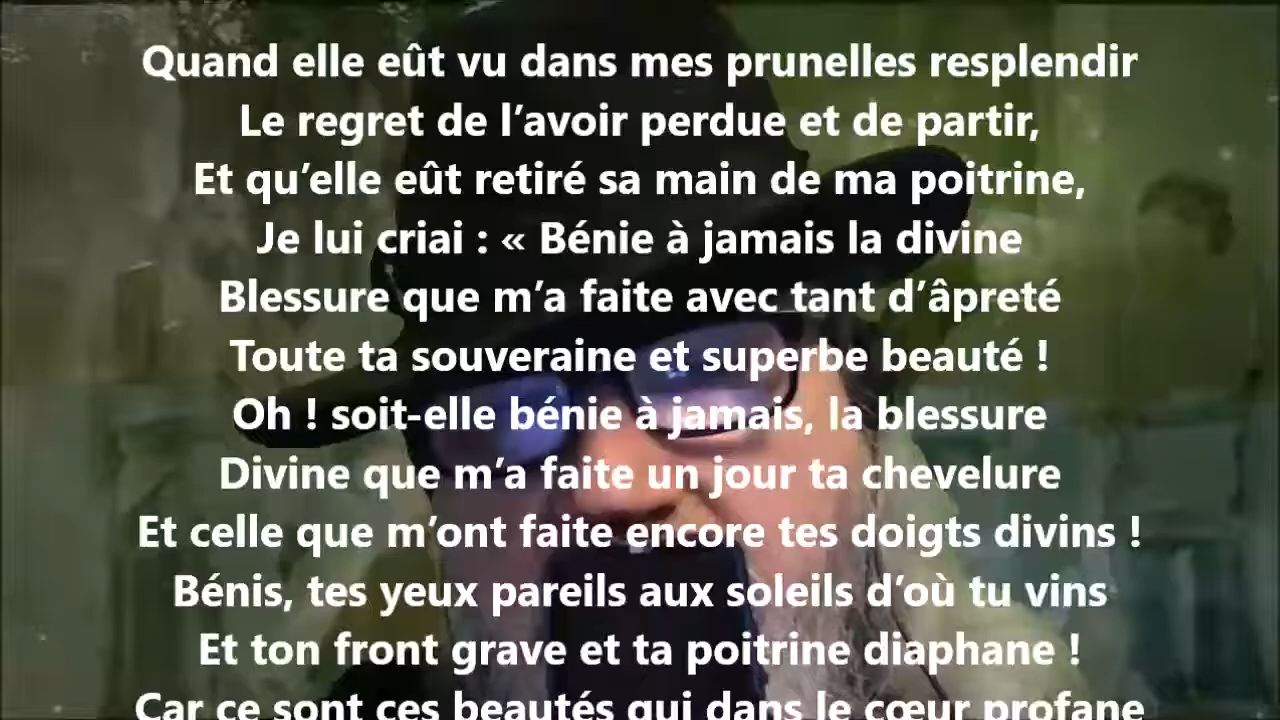 Quand elle eût vu dans mes prunelles resplendir
Le regret de l’avoir perdue et de partir,
Et qu’elle eût retiré sa main de ma poitrine,
Je lui criai : « Bénie à jamais la divine
Blessure que m’a faite avec tant d’âpreté
Toute ta souveraine et superbe beauté !
Oh ! soit-elle bénie à jamais, la blessure
Divine que m’a faite un jour ta chevelure
Et celle que m’ont faite encore tes doigts divins !
Bénis, tes yeux pareils aux soleils d’où tu vins
Et ton front grave et ta poitrine diaphane !
Car ce sont ces beautés qui dans le cœur profane